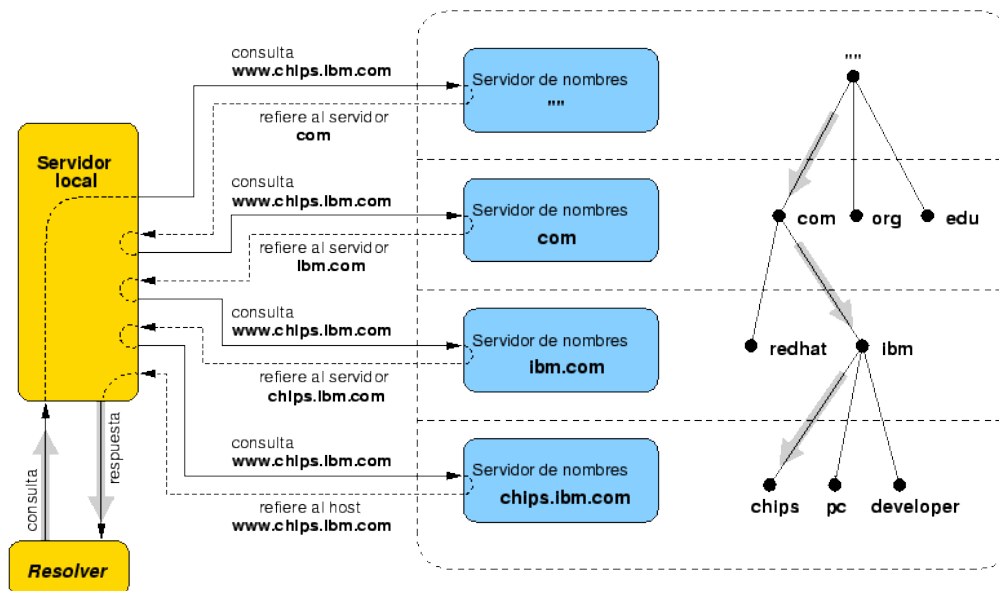 consulta
www.chips.ibm.com
Servidor de nombres
""
refiere al servidor
com
""
Servidor
local
consulta
www.chips.ibm.com
Servidor de nombres
com
refiere al servidor
ibm.com
com
org
edu
consulta
www.chips.ibm.com
Servidor de nombres
ibm.com
refiere al servidor
chips.ibm.com
redhat
ibm
consulta
www.chips.ibm.com
Servidor de nombres
chips.ibm.com
refiere al host
www.chips.ibm.com
chips
pc
developer
consulta
respuesta
Resolver